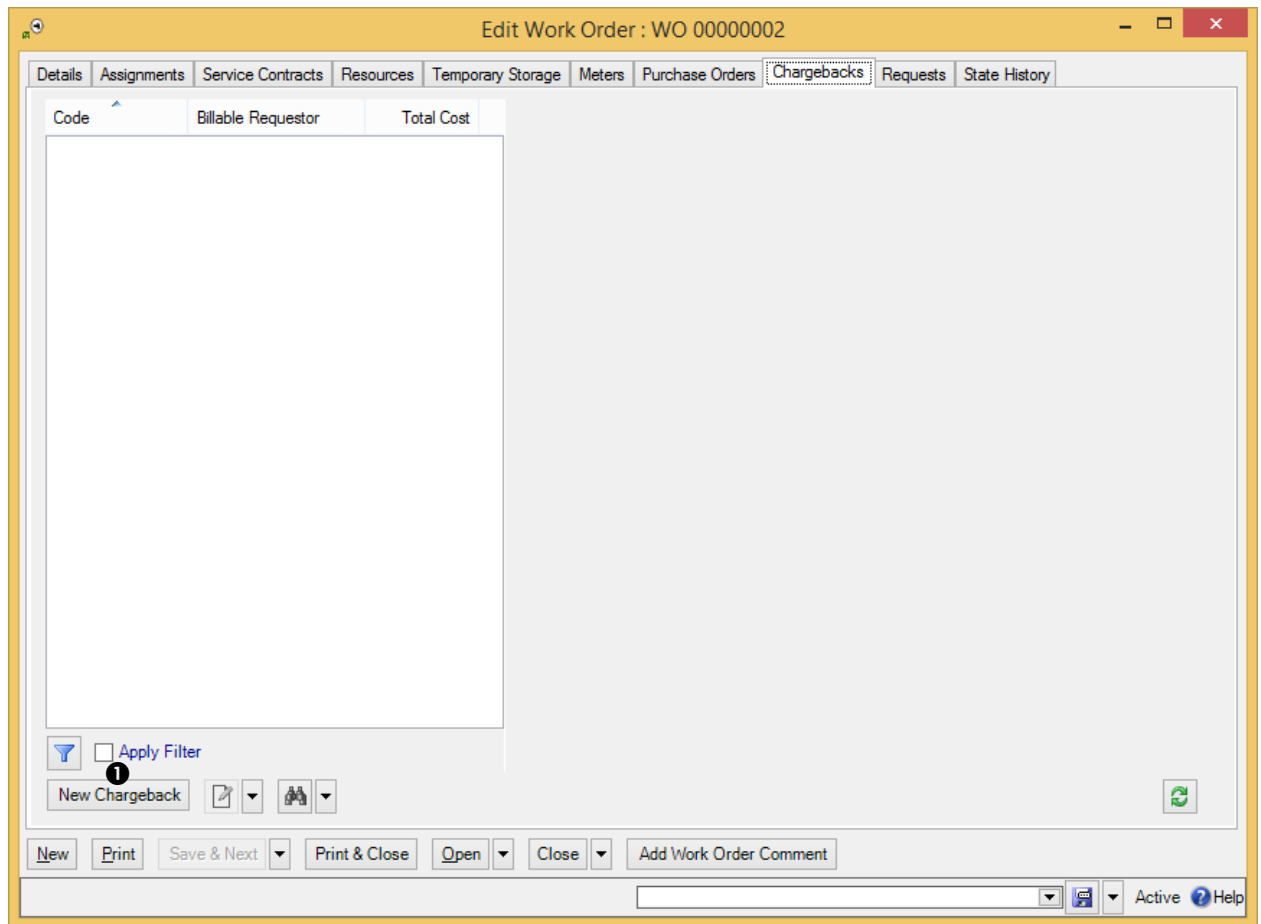 Edit Work Order : WO 00000002
Details Assignments Service Contracts Resources Temporary Storage Meters Purchase Orders Chargebacks Requests State History
Code Billable Requestor Total Cost
Apply Filter
❶
New Chargeback
New Print Save & Next Print & Close Open Close Add Work Order Comment
Active Help